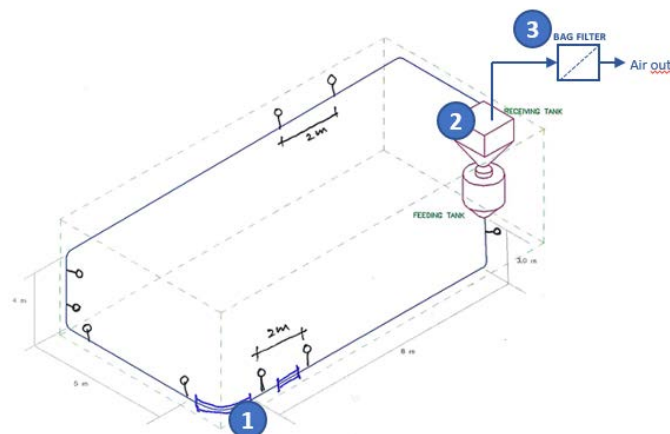 3
BAG FILTER
Air out
2
RECEIVING TANK
2m
FEEDING TANK
3.0 m
4 m
2m
8 m
5 m
1